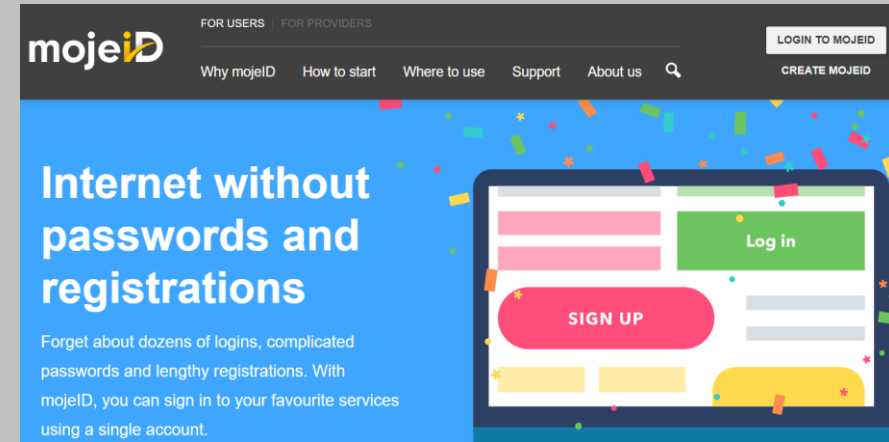 FOR USERS | FOR PROVIDERS
mojeiD
Why mojeID How to start Where to use Support About us
LOGIN TO MOJEID
CREATE MOJEID
Internet without
passwords and
registrations
Forget about dozens of logins, complicated
passwords and lengthy registrations. With
mojeID, you can sign in to your favourite services
using a single account.
Log in
SIGN UP